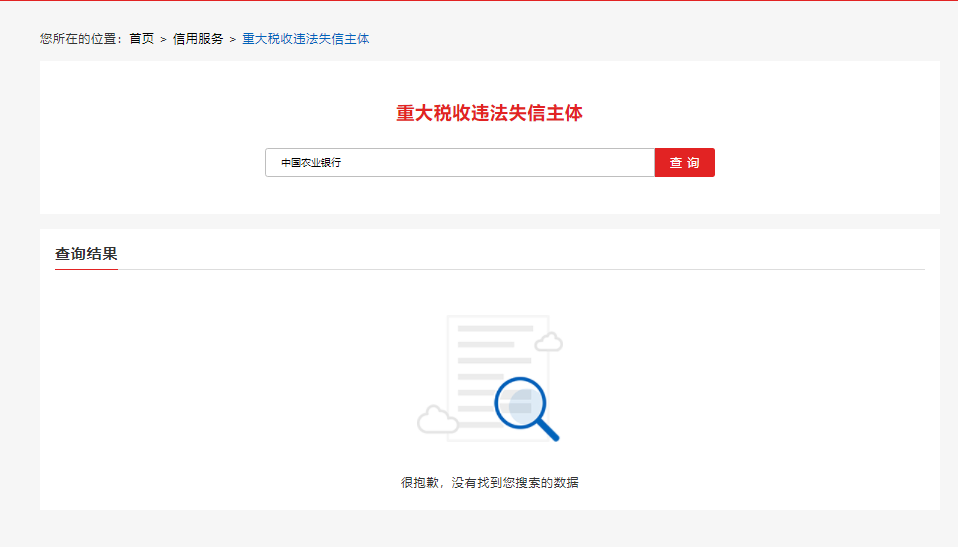 您所在的位置：首页 > 信用服务 > 重大税收违法失信主体
重大税收违法失信主体
中国农业银行 查 询
查询结果
很抱歉，没有找到您搜索的数据